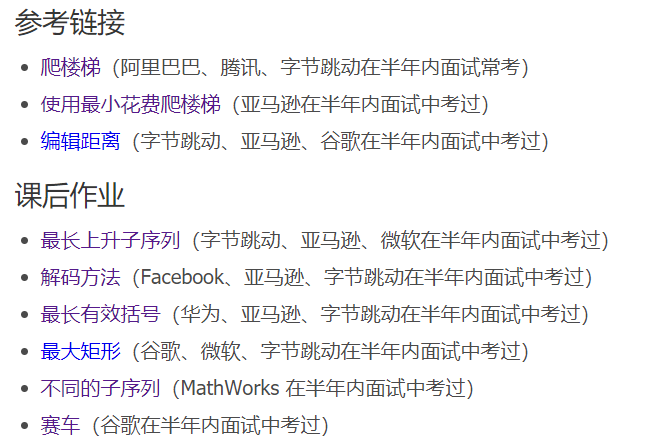 参考链接
爬楼梯（阿里巴巴、腾讯、字节跳动在半年内面试常考）
使用最小花费爬楼梯（亚马逊在半年内面试中考过）
编辑距离（字节跳动、亚马逊、谷歌在半年内面试中考过）
课后作业
最长上升子序列（字节跳动、亚马逊、微软在半年内面试中考过）
解码方法（Facebook、亚马逊、字节跳动在半年内面试中考过）
最长有效括号（华为、亚马逊、字节跳动在半年内面试中考过）
最大矩形（谷歌、微软、字节跳动在半年内面试中考过）
不同的子序列（MathWorks 在半年内面试中考过）
赛车（谷歌在半年内面试中考过）